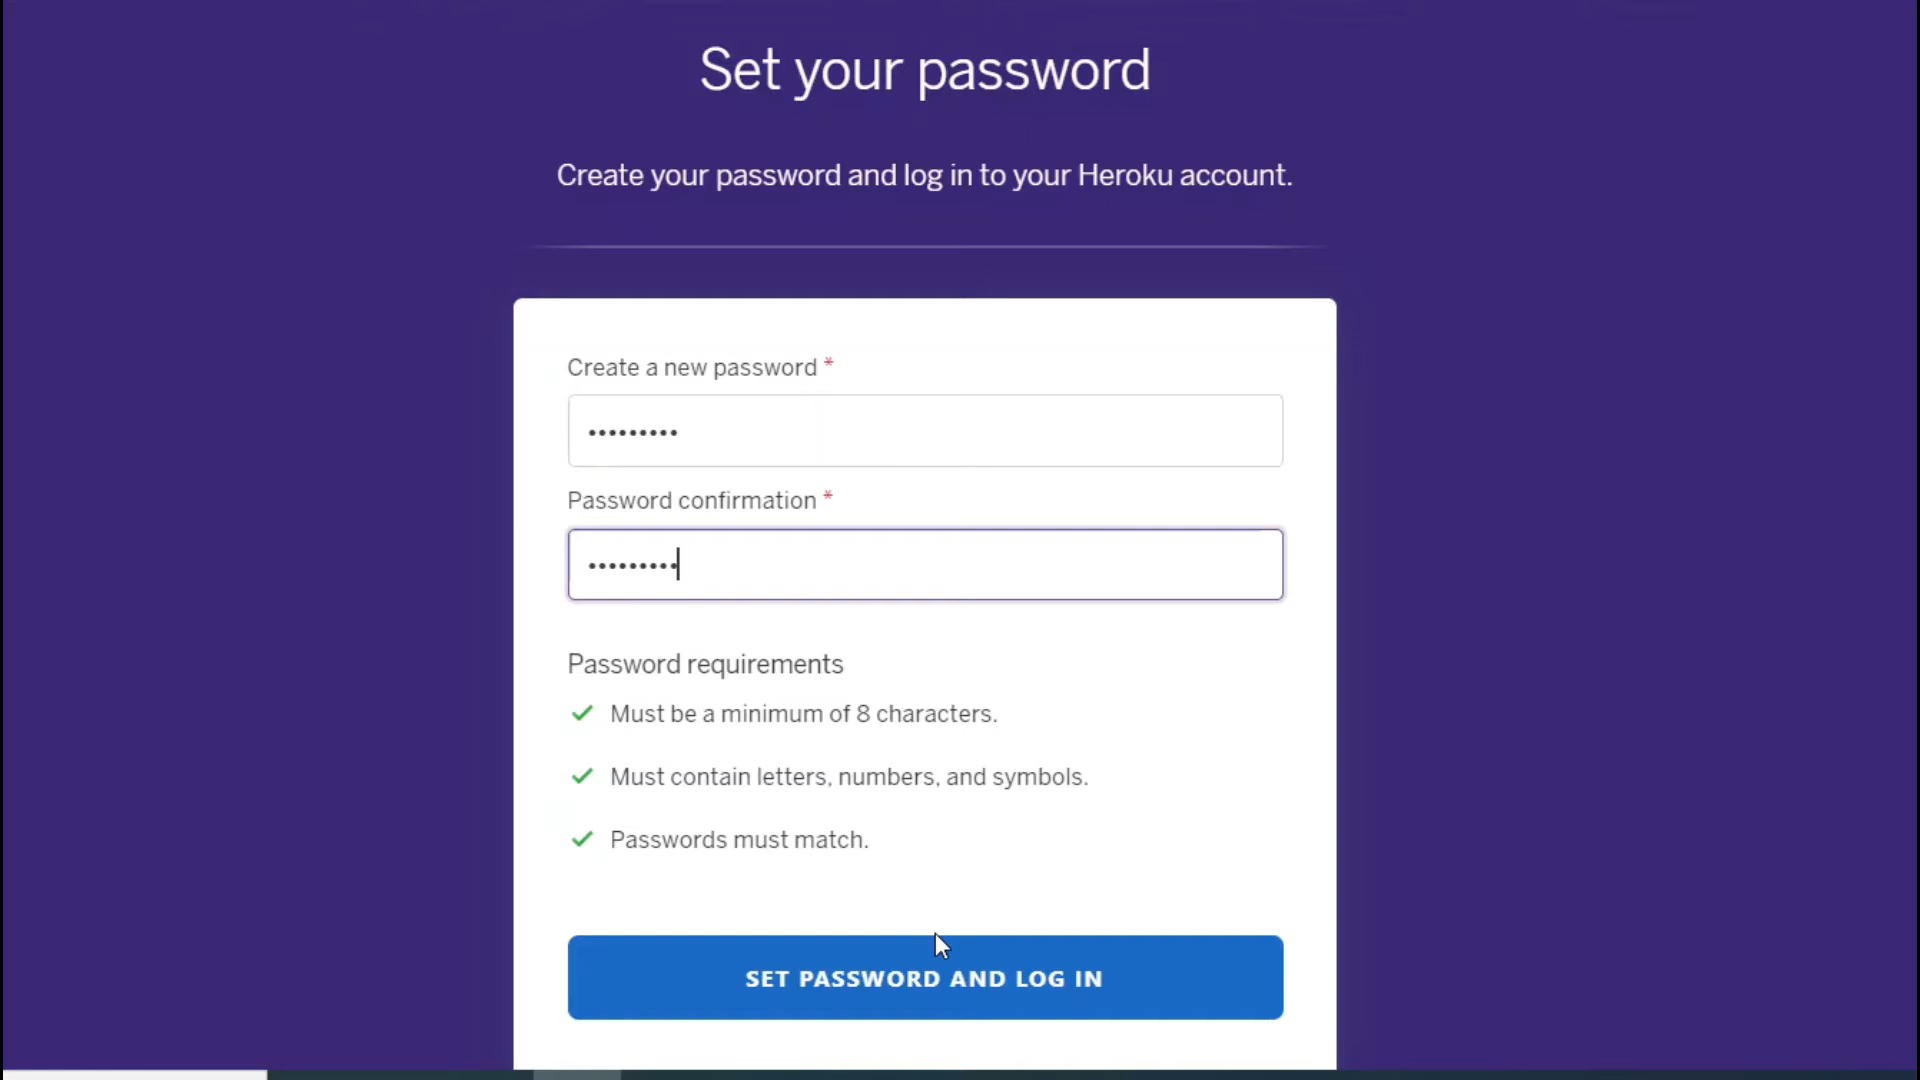 Set your password
Create your password and log in to your Heroku account.
Create a new password *
•••••••••
Password confirmation *
•••••••••
Password requirements
Must be a minimum of 8 characters.
Must contain letters, numbers, and symbols.
Passwords must match.
SET PASSWORD AND LOG IN